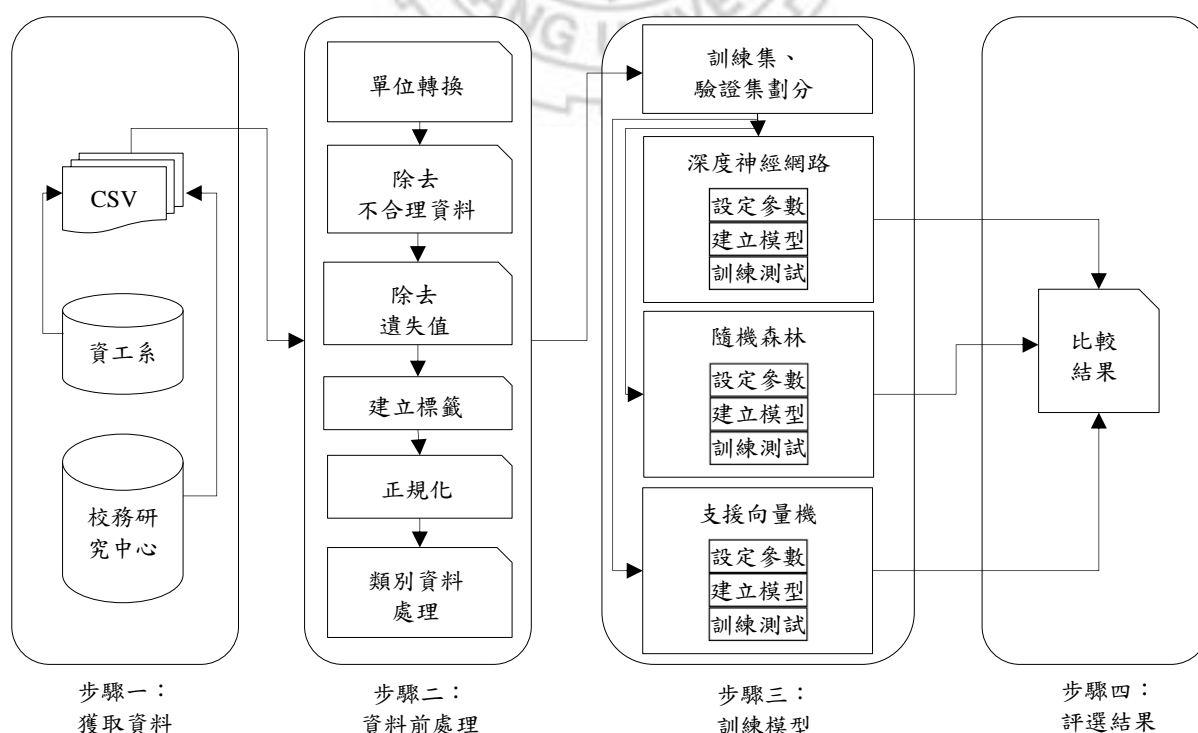 CSV
資工系
校務研
究中心
步驟一：
獲取資料
單位轉換
除去
不合理資料
除去
遺失值
建立標籤
正規化
類別資料
處理
步驟二：
資料前處理
訓練集、
驗證集劃分
深度神經網路
設定參數
建立模型
訓練測試
隨機森林
設定參數
建立模型
訓練測試
支援向量機
設定參數
建立模型
訓練測試
步驟三：
訓練模型
比較
結果
步驟四：
評選結果